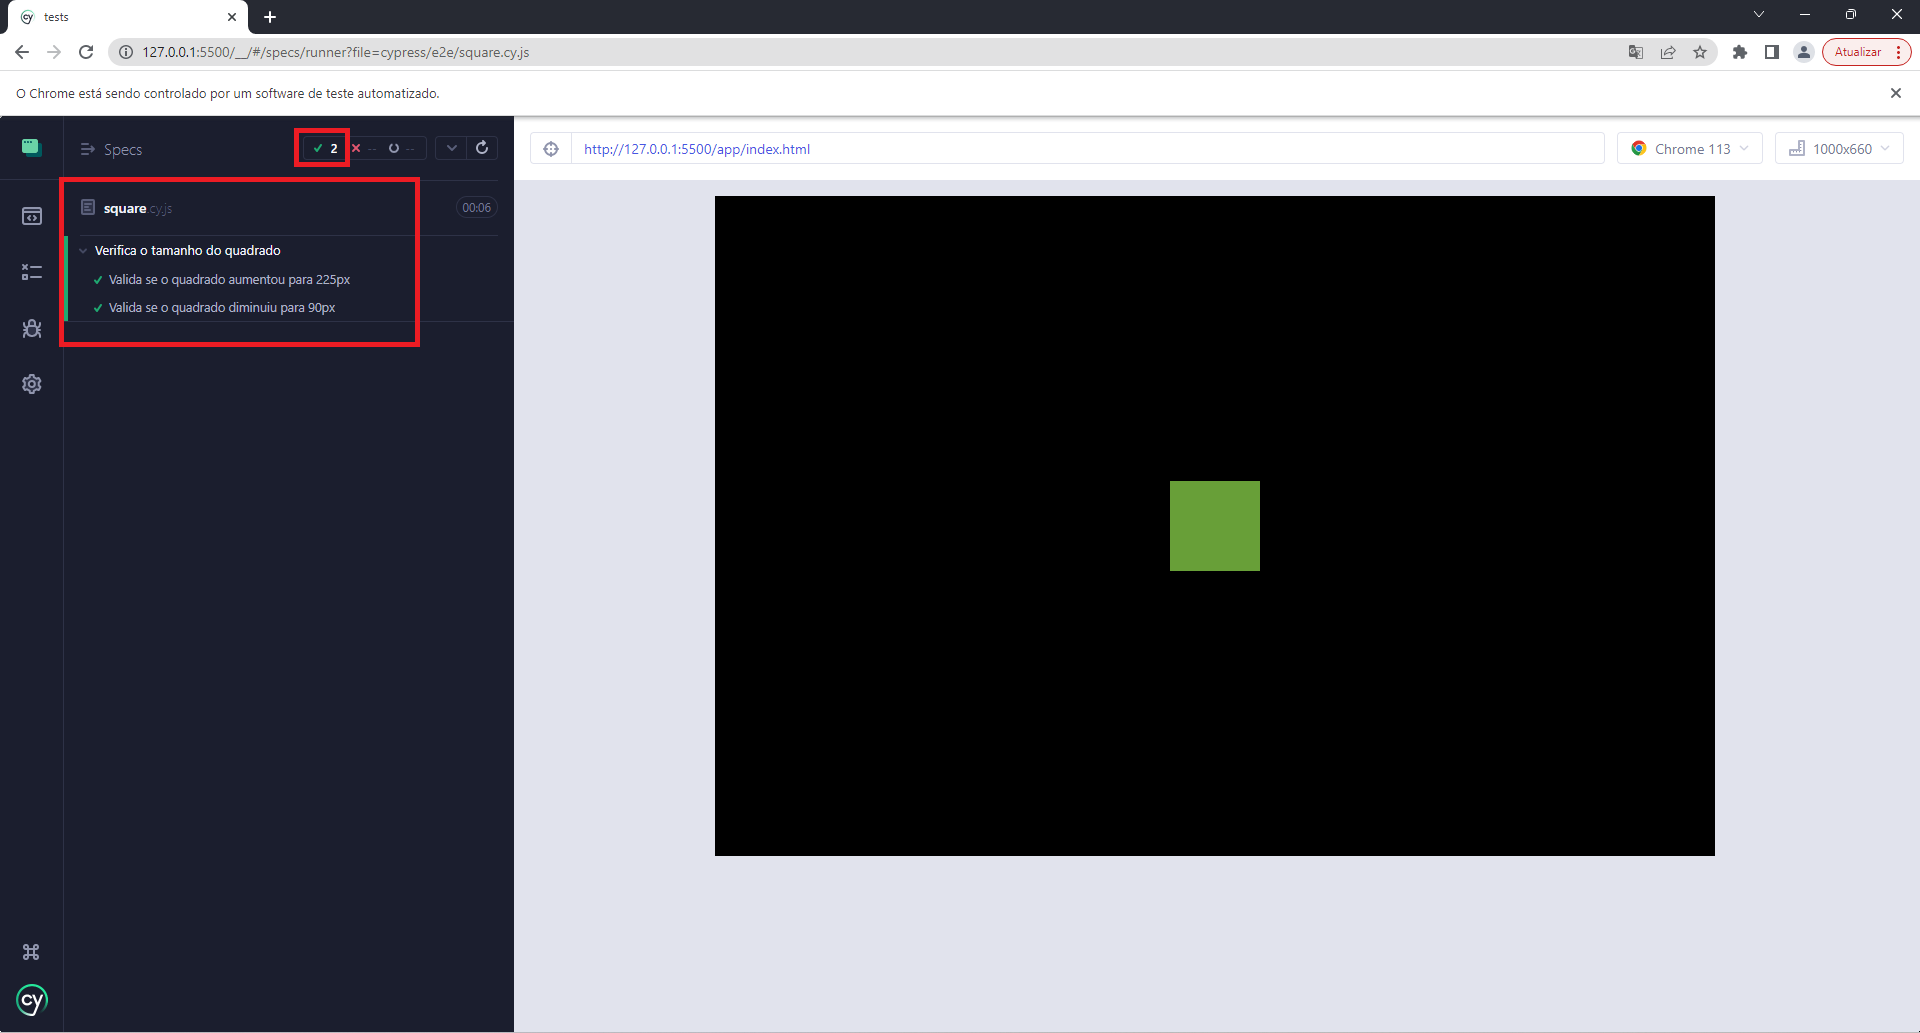 tests
127.0.0.1:5500/__/#/specs/runner?file=cypress/e2e/square.cy.js
Atualizar
O Chrome está sendo controlado por um software de teste automatizado.
Specs
2 -- --
http://127.0.0.1:5500/app/index.html
Chrome 113
1000x660
square.cy.js
00:06
Verifica o tamanho do quadrado
Valida se o quadrado aumentou para 225px
Valida se o quadrado diminuiu para 90px
cy